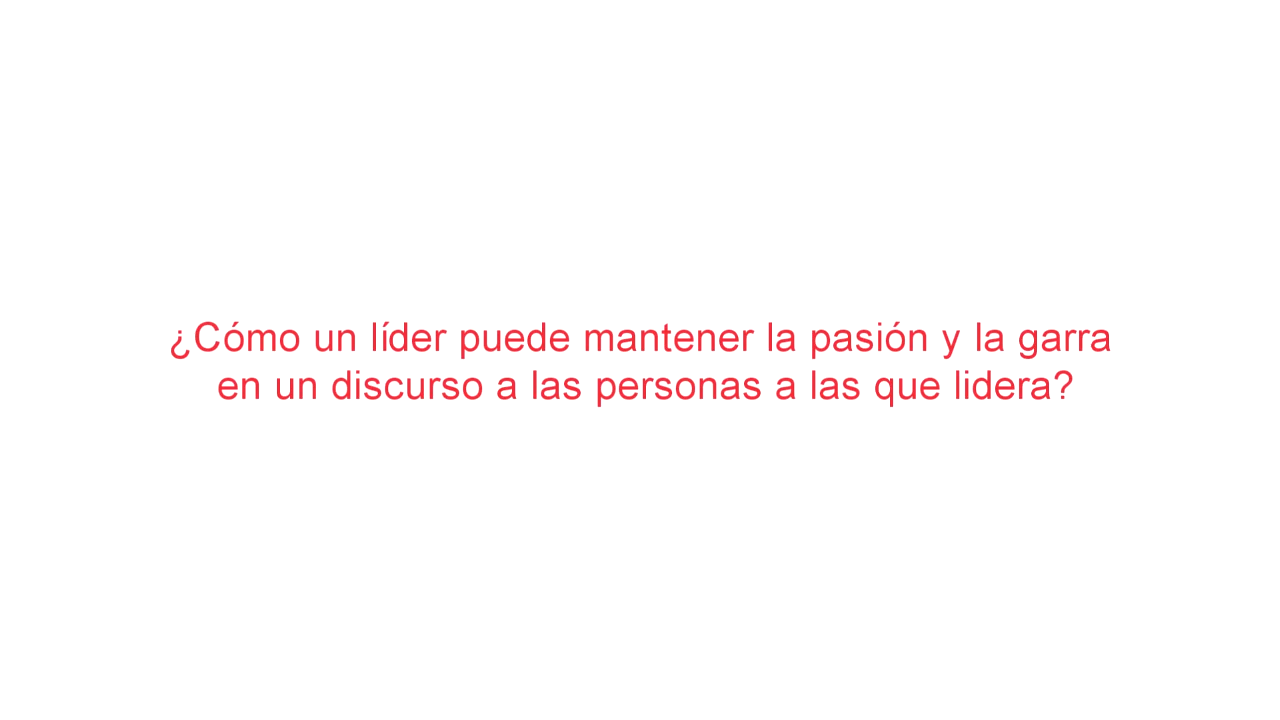 ¿Cómo un líder puede mantener la pasión y la garra
en un discurso a las personas a las que lidera?